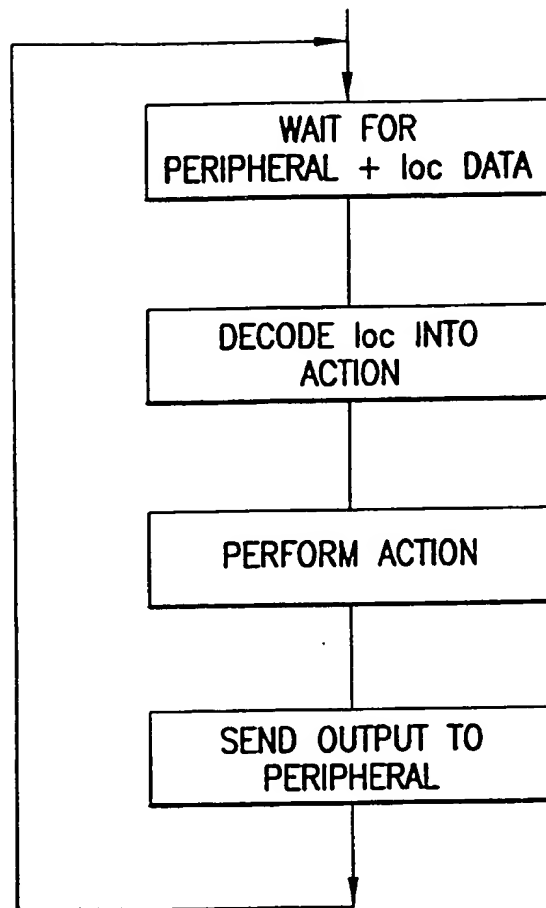 WAIT FOR
PERIPHERAL + loc DATA
DECODE loc INTO
ACTION
PERFORM ACTION
SEND OUTPUT TO
PERIPHERAL